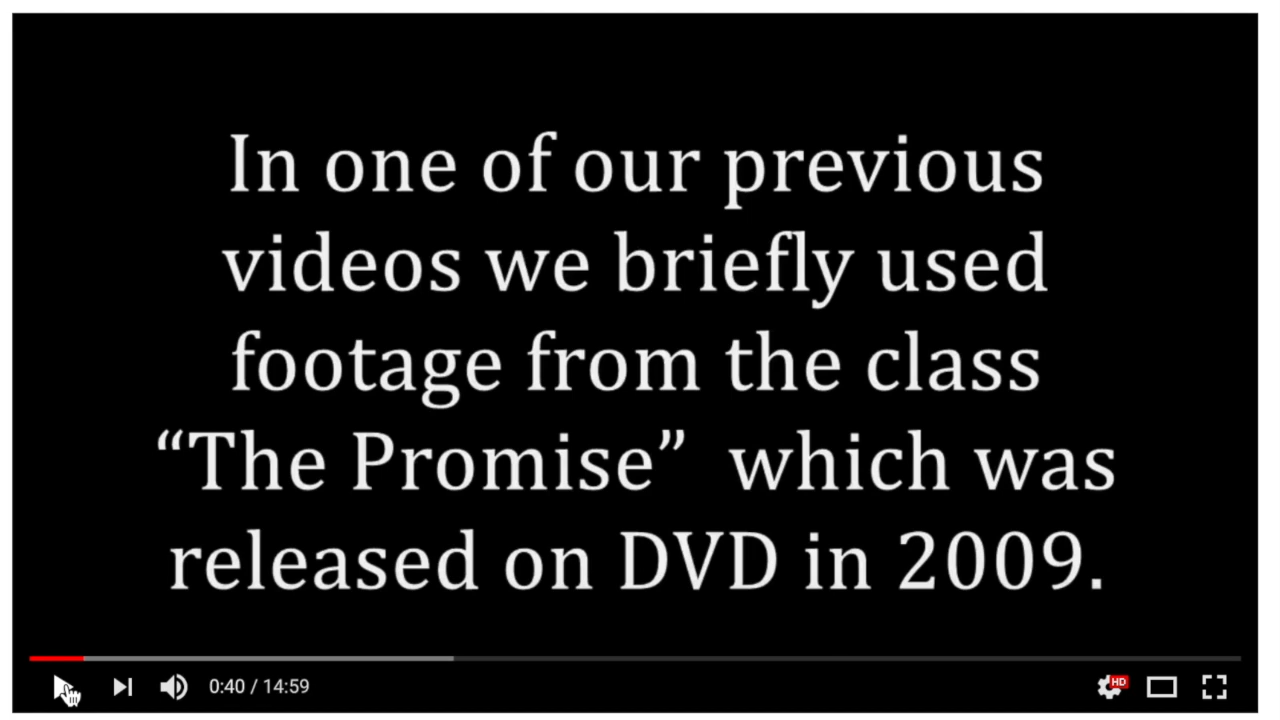 In one of our previous
videos we briefly used
footage from the class
“The Promise”  which was
released on DVD in 2009.
0:40 / 14:59
HD